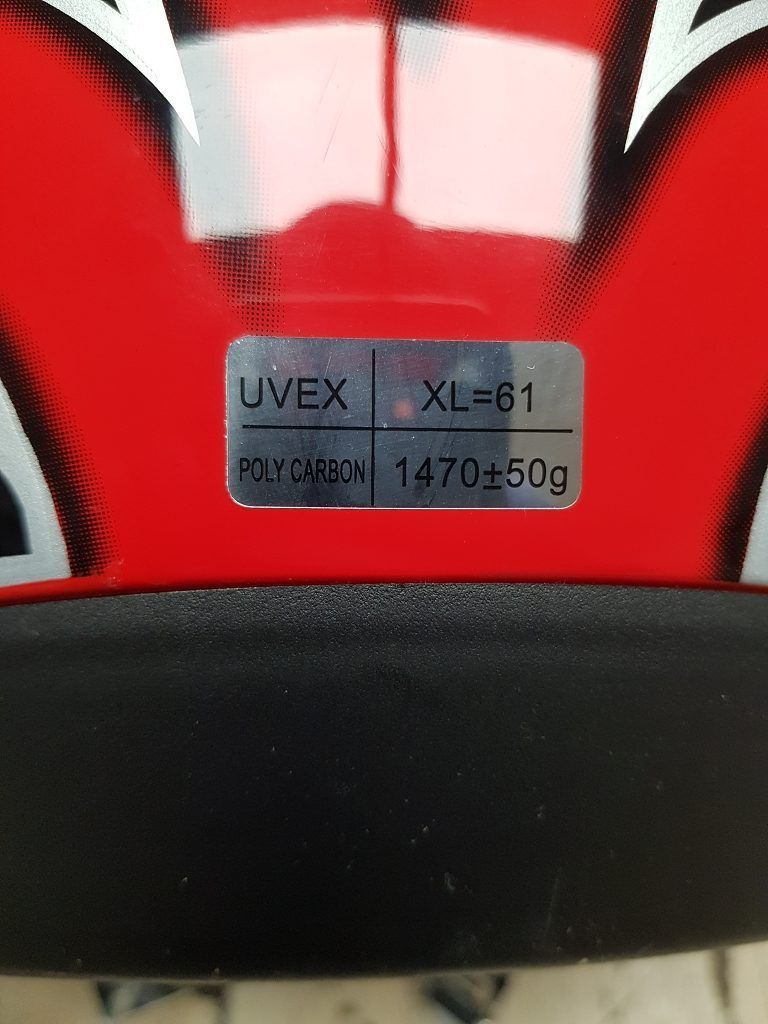 UVEX XL=61
POLY CARBON 1470±50g